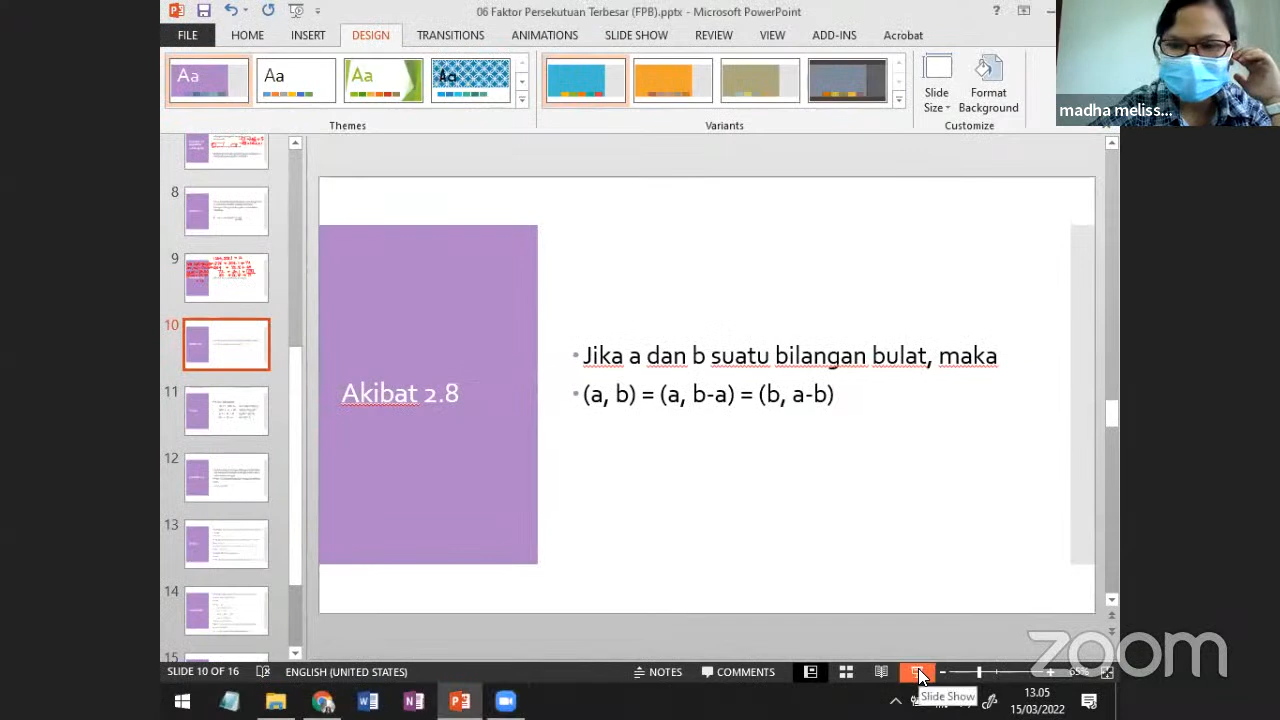 06 Faktor Persekutuan Terbesar (FPB).pptx - Microsoft PowerPoint
?
FILE HOME INSERT DESIGN TRANSITIONS ANIMATIONS SLIDE SHOW REVIEW VIEW ADD-INS Acrobat
Aa Aa Aa Aa
Slide Size
Format Background
Themes Variants Customize
madha meliss...
8
9
10
11
12
13
14
15
Akibat 2.8
• Jika a dan b suatu bilangan bulat, maka
• (a, b) = (a, b-a) = (b, a-b)
zoom
SLIDE 10 OF 16 ENGLISH (UNITED STATES) NOTES COMMENTS 65%
Slide Show
13.05
15/03/2022